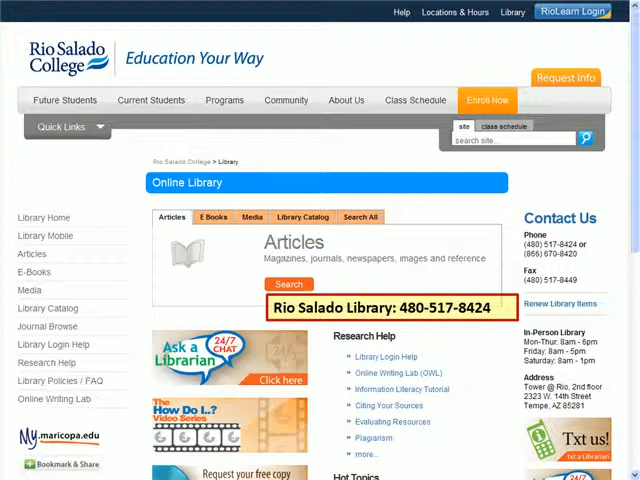 Help Locations & Hours Library RioLearn Login
Rio Salado College
Education Your Way
Request Info
Future Students Current Students Programs Community About Us Class Schedule Enroll Now
Quick Links
site class schedule
search site...
Rio Salado College > Library
Online Library
Library Home
Library Mobile
Articles
E-Books
Media
Library Catalog
Journal Browse
Library Login Help
Research Help
Library Policies / FAQ
Online Writing Lab
My.maricopa.edu
Bookmark & Share
Articles E Books Media Library Catalog Search All
Articles
Magazines, journals, newspapers, images and reference
Search
Rio Salado Library: 480-517-8424
Ask a Librarian 24/7 CHAT
Click here
The How Do I..? Video Series
Request your free copy
Research Help
Library Login Help
Online Writing Lab (OWL)
Information Literacy Tutorial
Citing Your Sources
Evaluating Resources
Plagiarism
more...
Hot Topics
Contact Us
Phone
(480) 517-8424 or
(866) 670-8420
Fax
(480) 517-8449
Renew Library Items
In-Person Library
Mon-Thur: 8am - 6pm
Friday: 8am - 5pm
Saturday: 8am - 1pm
Address
Tower @ Rio, 2nd floor
2323 W. 14th Street
Tempe, AZ 85281
Txt us!
txt a Librarian
Ask a 24/7